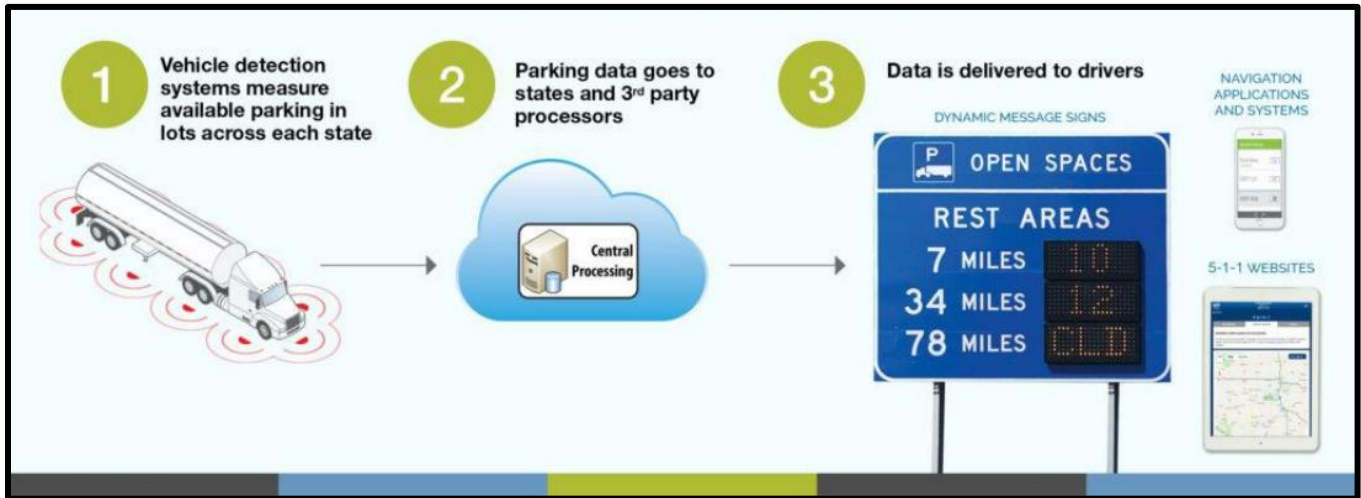 1
Vehicle detection
systems measure
available parking in
lots across each state
2
Parking data goes to
states and 3rd party
processors
Central
Processing
3
Data is delivered to drivers
DYNAMIC MESSAGE SIGNS
P
OPEN SPACES
REST AREAS
7 MILES 10
34 MILES 12
78 MILES CLD
NAVIGATION
APPLICATIONS
AND SYSTEMS
5-1-1 WEBSITES